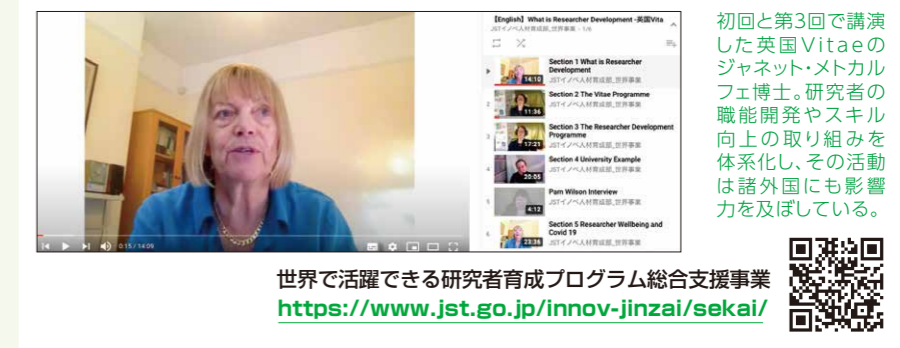 【English】What is Researcher Development -英国Vita
JSTイノベ人材育成部_世界事業 - 1/6
Section 1 What is Researcher
Development
JSTイノベ人材育成部_世界事業
14:10
2
Section 2 The Vitae Programme
JSTイノベ人材育成部_世界事業
11:36
3
Section 3 The Researcher Development
Programme
JSTイノベ人材育成部_世界事業
17:21
4
Section 4 University Example
JSTイノベ人材育成部_世界事業
20:05
5
Pam Wilson Interview
JSTイノベ人材育成部_世界事業
4:12
6
Section 5 Researcher Wellbeing and
Covid 19
JSTイノベ人材育成部_世界事業
23:36
0:15 / 14:09
初回と第3回で講演
した英国Vitaeの
ジャネット・メトカル
フェ博士。研究者の
職能開発やスキル
向上の取り組みを
体系化し、その活動
は諸外国にも影響
力を及ぼしている。
世界で活躍できる研究者育成プログラム総合支援事業
https://www.jst.go.jp/innov-jinzai/sekai/